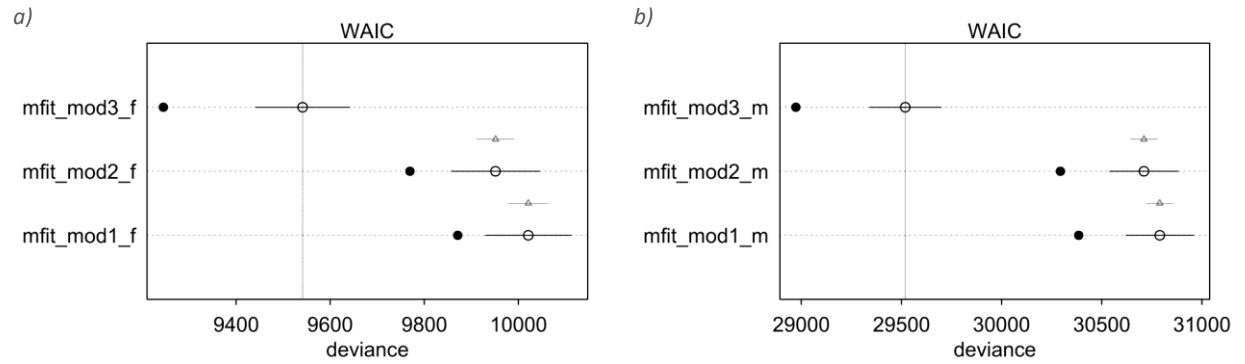 a)
WAIC
mfit_mod3_f
mfit_mod2_f
mfit_mod1_f
9400 9600 9800 10000
deviance
b)
WAIC
mfit_mod3_m
mfit_mod2_m
mfit_mod1_m
29000 29500 30000 30500 31000
deviance